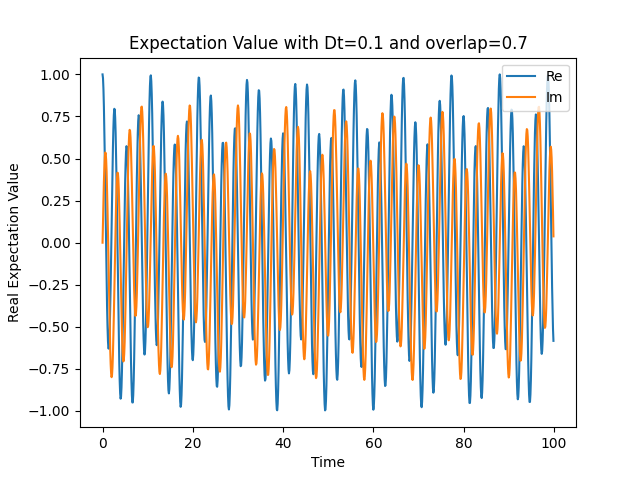 Expectation Value with Dt=0.1 and overlap=0.7
Re
Im
Real Expectation Value
1.00
0.75
0.50
0.25
0.00
−0.25
−0.50
−0.75
−1.00
0 20 40 60 80 100
Time